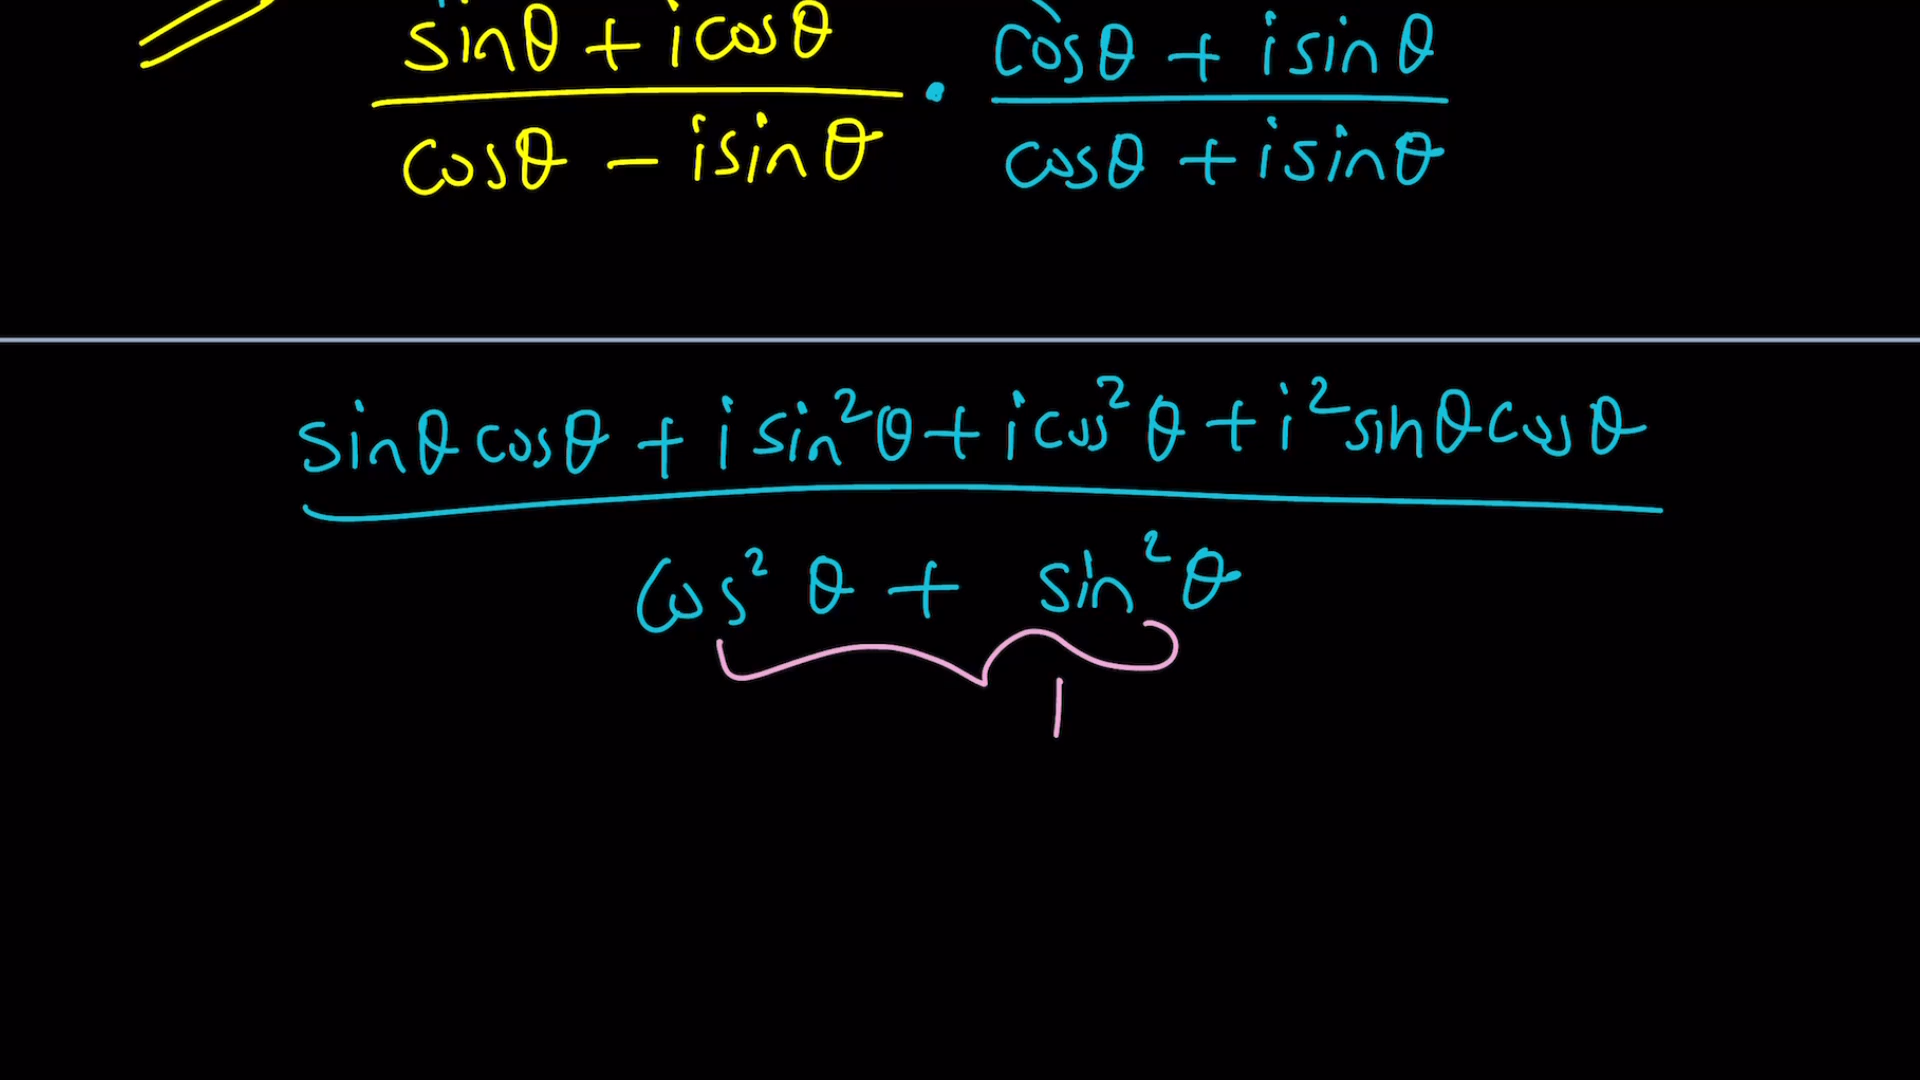 sinθ + icosθ · cosθ + isinθ
cosθ - isinθ cosθ + isinθ
sinθcosθ + isin²θ + icos²θ + i²sinθcosθ
cos²θ + sin²θ
1